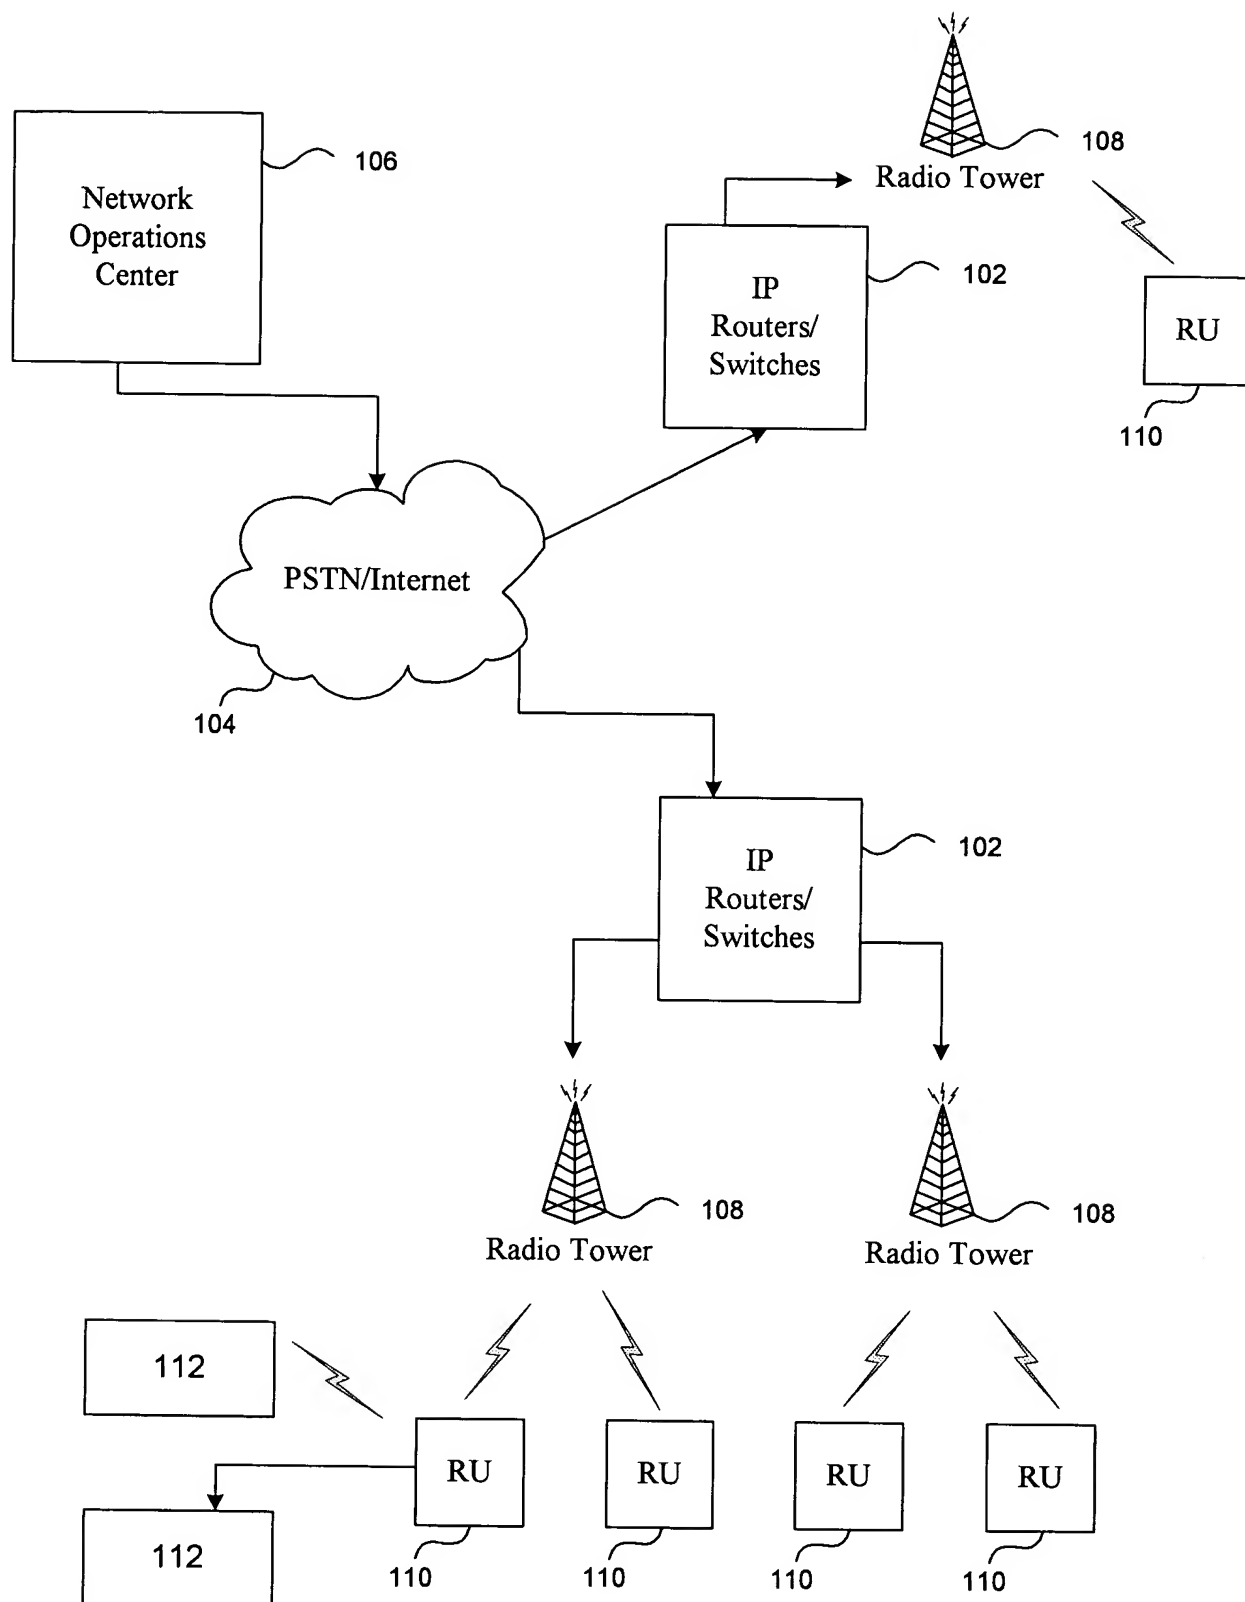 108
Radio Tower
106
Network
Operations
Center
102
IP
Routers/
Switches
RU
110
PSTN/Internet
104
102
IP
Routers/
Switches
108
Radio Tower
108
Radio Tower
112
RU
RU
RU
RU
112
110
110
110
110